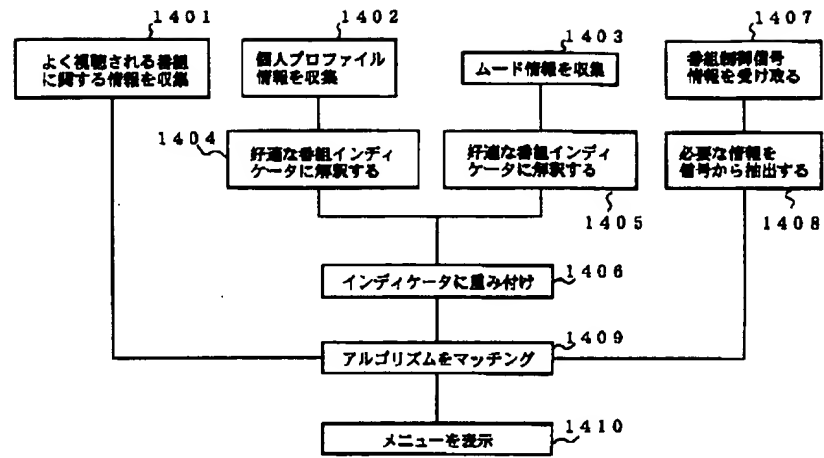 1401
よく視聴される番組
に関する情報を収集
1402
個人プロファイル
情報を収集
1403
ムード情報を収集
1407
番組制御信号
情報を受け取る
1404
好適な番組インディ
ケータに解釈する
好適な番組インディ
ケータに解釈する
1405
必要な情報を
信号から抽出する
1408
インディケータに重み付け
1406
アルゴリズムをマッチング
1409
メニューを表示
1410